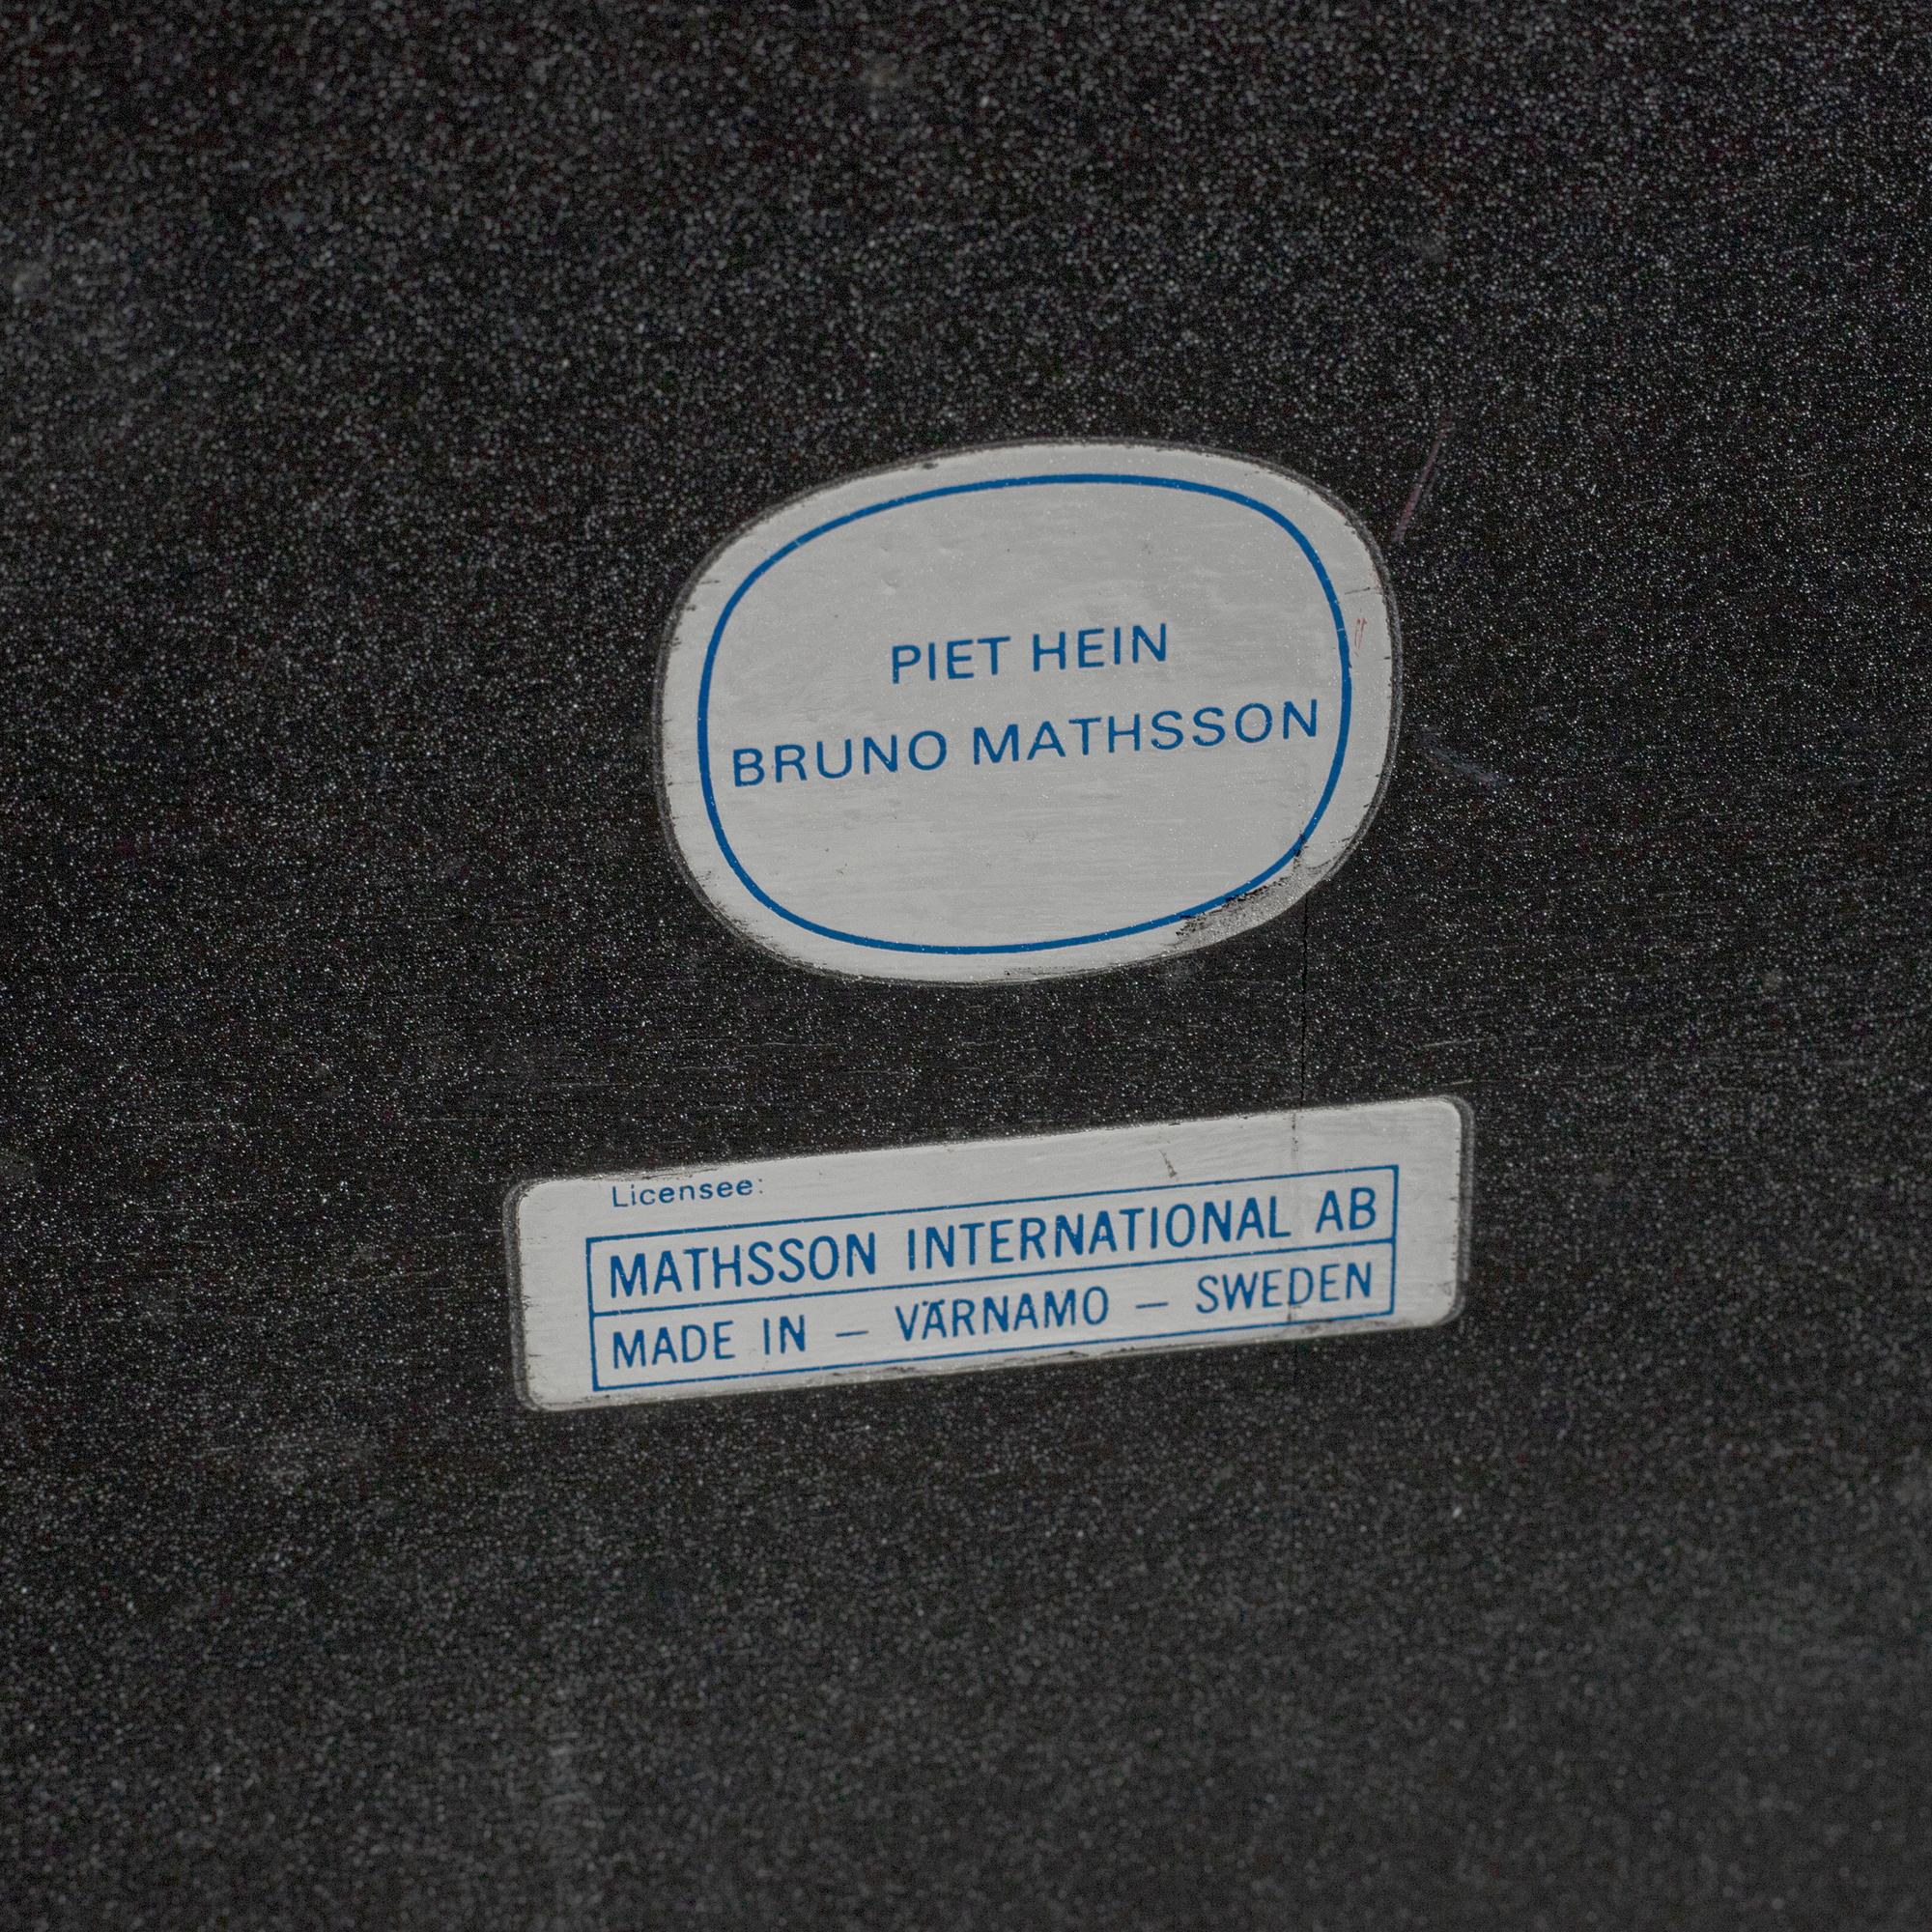 PIET HEIN
BRUNO MATHSSON
Licensee:
MATHSSON INTERNATIONAL AB
MADE IN – VÄRNAMO – SWEDEN